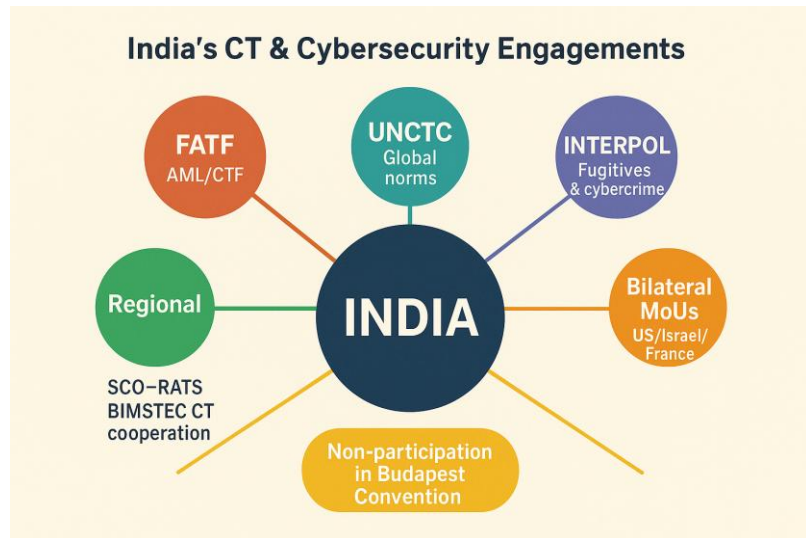 India's CT & Cybersecurity Engagements
FATF
AML/CTF
UNCTC
Global
norms
INTERPOL
Fugitives
& cybercrime
Regional
SCO–RATS
BIMSTEC CT
cooperation
INDIA
Bilateral
MoUs
US/Israel/
France
Non-participation
in Budapest
Convention